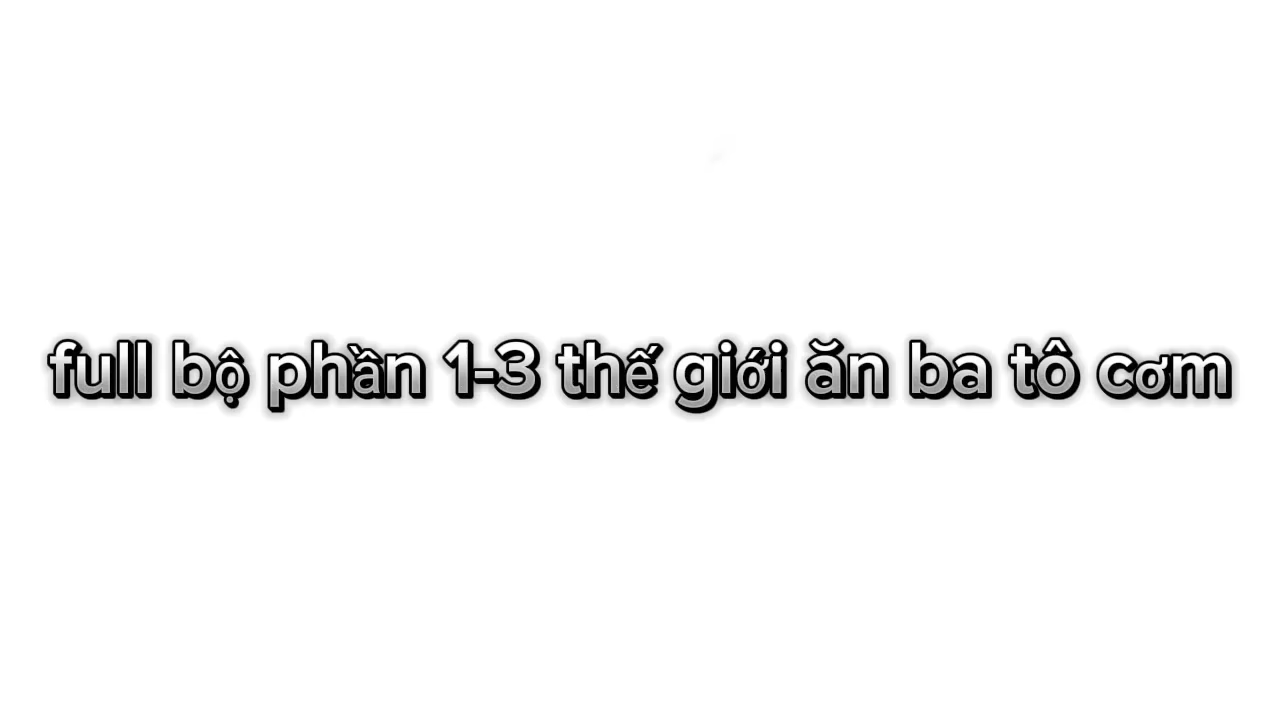 full bộ phần 1-3 thế giới ăn ba tô cơm